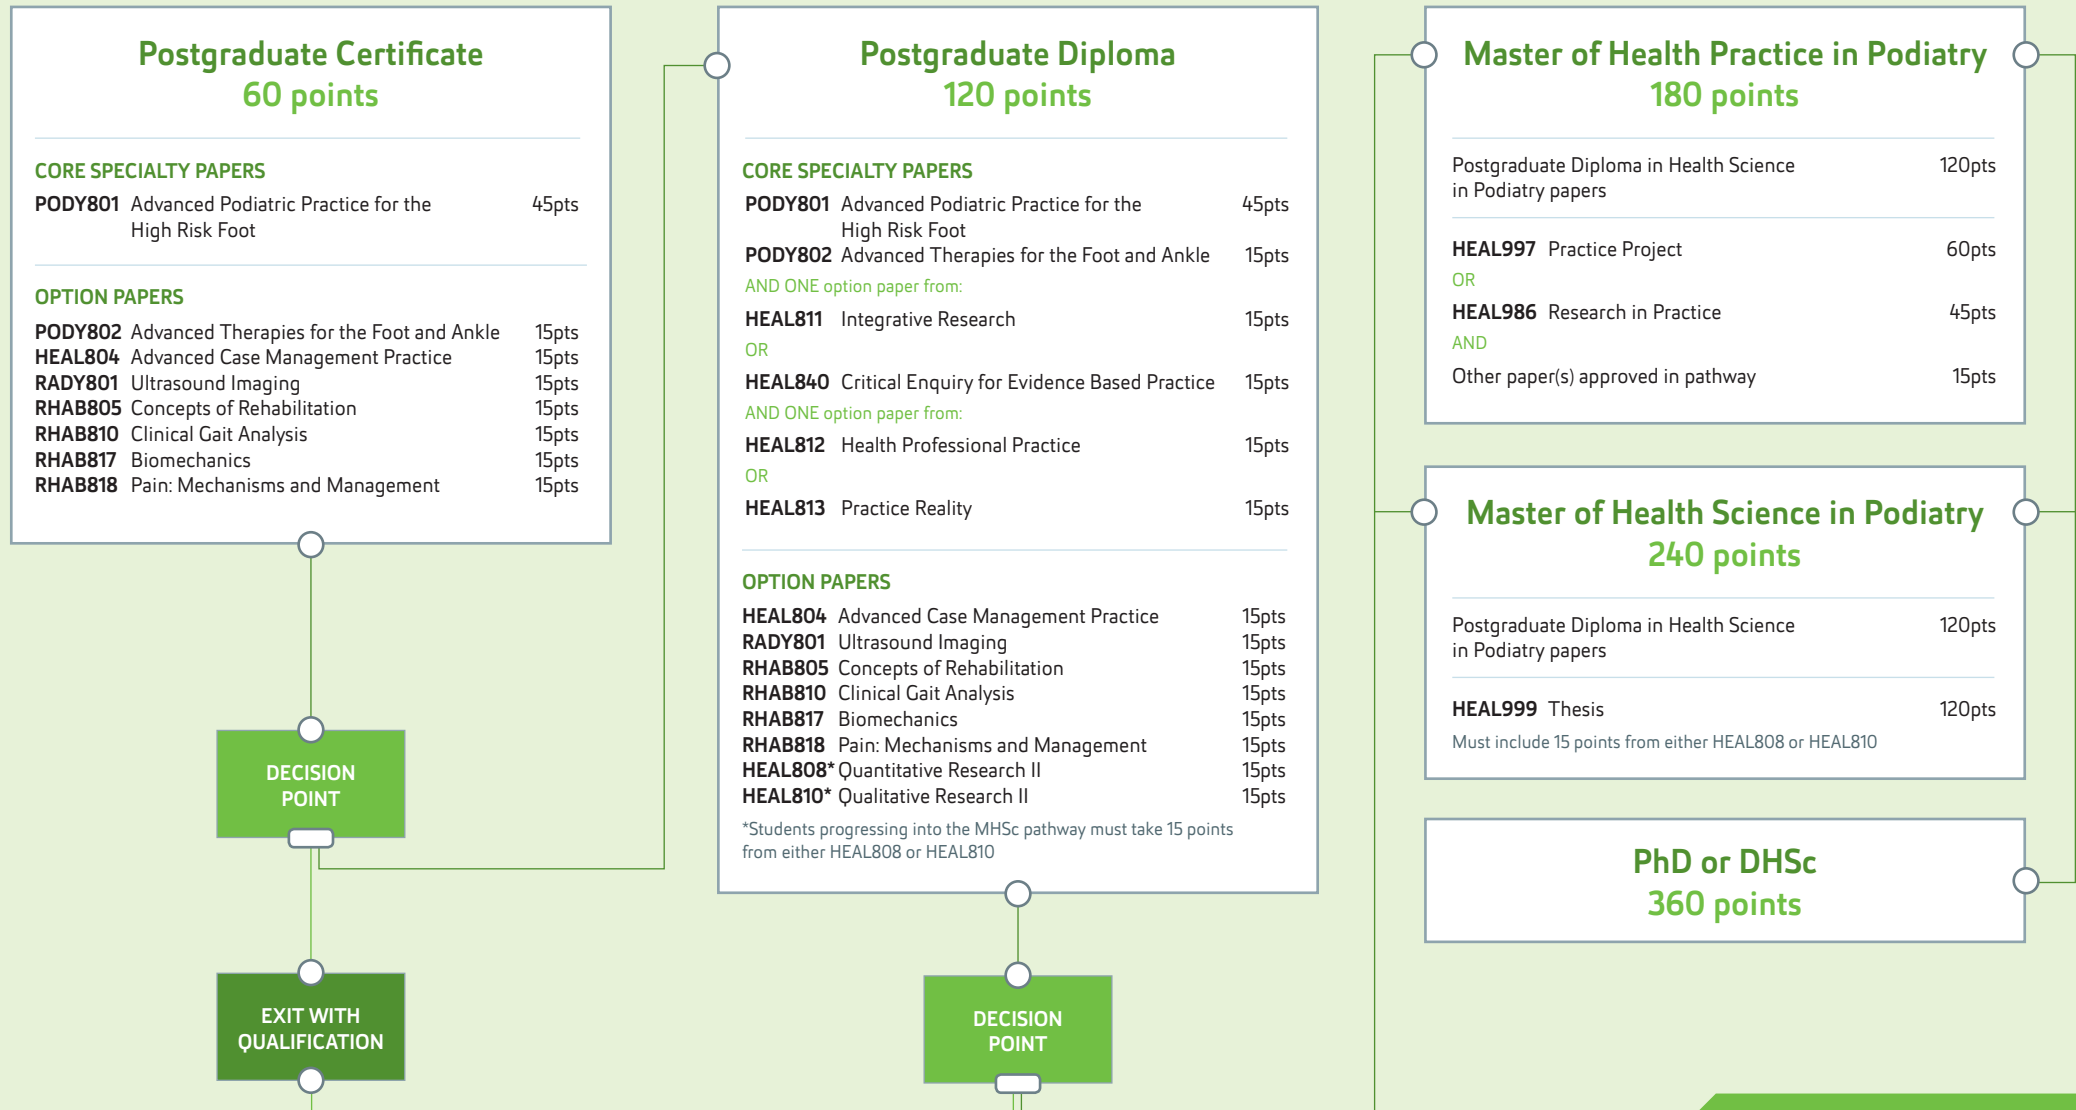 Postgraduate Certificate
60 points
CORE SPECIALTY PAPERS
PODY801 Advanced Podiatric Practice for the 45pts
High Risk Foot
OPTION PAPERS
PODY802 Advanced Therapies for the Foot and Ankle 15pts
HEAL804 Advanced Case Management Practice 15pts
RADY801 Ultrasound Imaging 15pts
RHAB805 Concepts of Rehabilitation 15pts
RHAB810 Clinical Gait Analysis 15pts
RHAB817 Biomechanics 15pts
RHAB818 Pain: Mechanisms and Management 15pts
DECISION
POINT
EXIT WITH
QUALIFICATION
Postgraduate Diploma
120 points
CORE SPECIALTY PAPERS
PODY801 Advanced Podiatric Practice for the 45pts
High Risk Foot
PODY802 Advanced Therapies for the Foot and Ankle 15pts
AND ONE option paper from:
HEAL811 Integrative Research 15pts
OR
HEAL840 Critical Enquiry for Evidence Based Practice 15pts
AND ONE option paper from:
HEAL812 Health Professional Practice 15pts
OR
HEAL813 Practice Reality 15pts
OPTION PAPERS
HEAL804 Advanced Case Management Practice 15pts
RADY801 Ultrasound Imaging 15pts
RHAB805 Concepts of Rehabilitation 15pts
RHAB810 Clinical Gait Analysis 15pts
RHAB817 Biomechanics 15pts
RHAB818 Pain: Mechanisms and Management 15pts
HEAL808* Quantitative Research II 15pts
HEAL810* Qualitative Research II 15pts
*Students progressing into the MHSc pathway must take 15 points
from either HEAL808 or HEAL810
DECISION
POINT
Master of Health Practice in Podiatry
180 points
Postgraduate Diploma in Health Science 120pts
in Podiatry papers
HEAL997 Practice Project 60pts
OR
HEAL986 Research in Practice 45pts
AND
Other paper(s) approved in pathway 15pts
Master of Health Science in Podiatry
240 points
Postgraduate Diploma in Health Science 120pts
in Podiatry papers
HEAL999 Thesis 120pts
Must include 15 points from either HEAL808 or HEAL810
PhD or DHSc
360 points